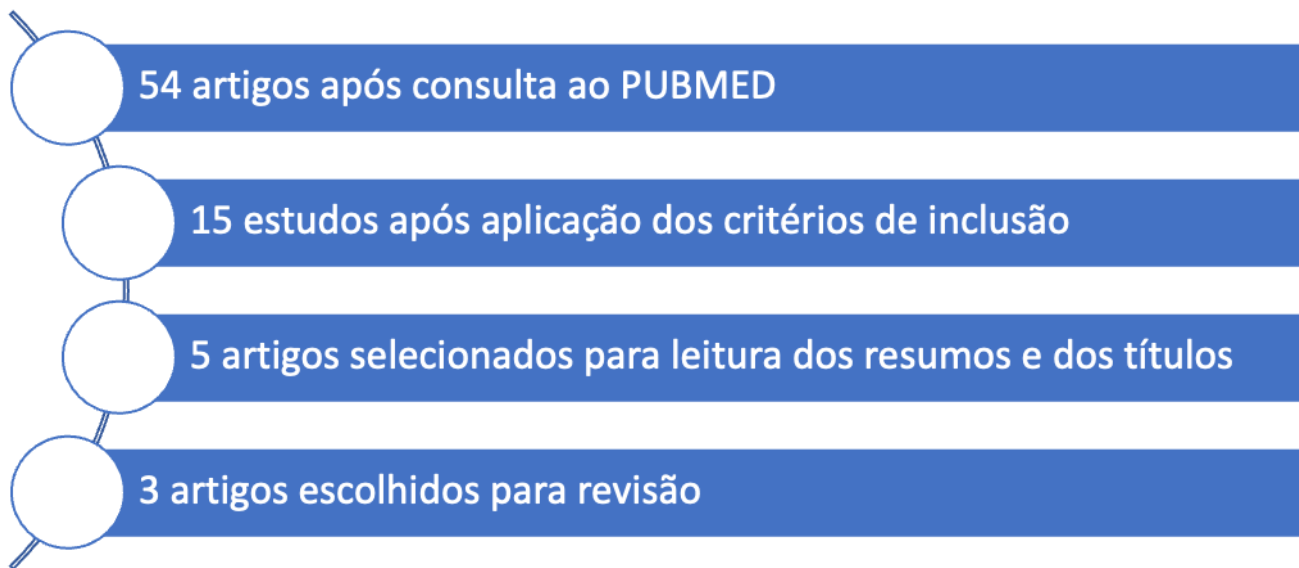 54 artigos após consulta ao PUBMED
15 estudos após aplicação dos critérios de inclusão
5 artigos selecionados para leitura dos resumos e dos títulos
3 artigos escolhidos para revisão